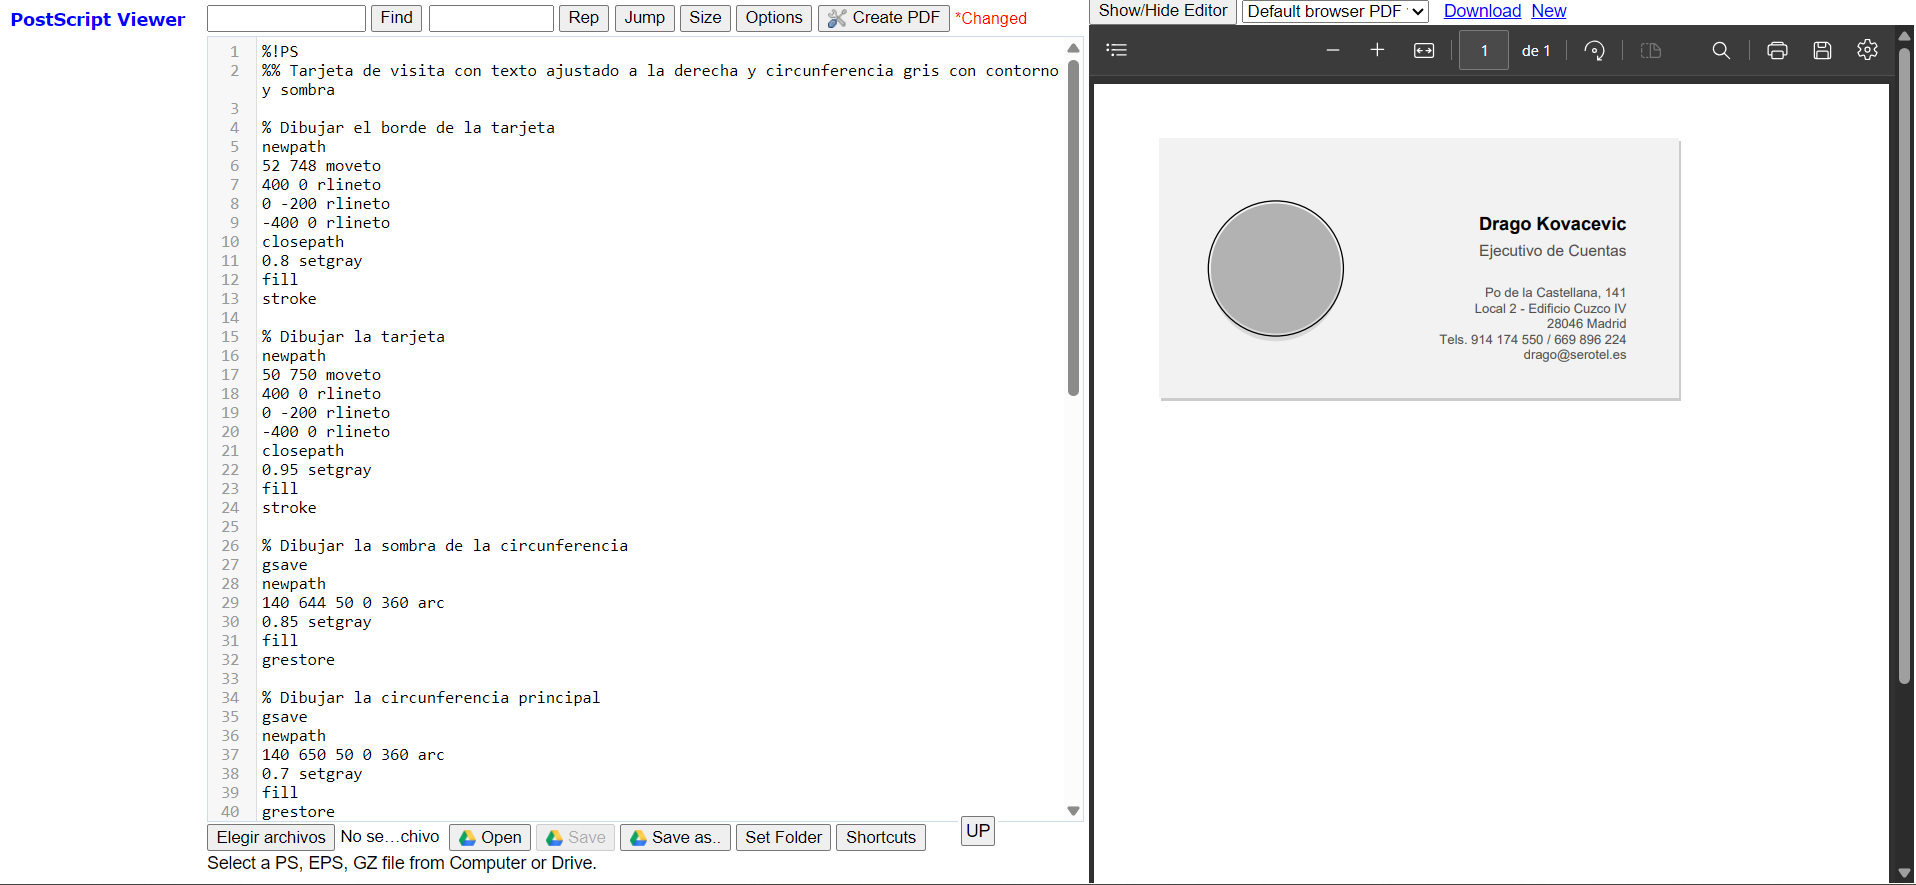 PostScript Viewer
Find
Rep
Jump
Size
Options
Create PDF
*Changed
Show/Hide Editor
Default browser PDF
Download
New
1 %!PS
2 %% Tarjeta de visita con texto ajustado a la derecha y circunferencia gris con contorno
y sombra
3
4 % Dibujar el borde de la tarjeta
5 newpath
6 52 748 moveto
7 400 0 rlineto
8 0 -200 rlineto
9 -400 0 rlineto
10 closepath
11 0.8 setgray
12 fill
13 stroke
14
15 % Dibujar la tarjeta
16 newpath
17 50 750 moveto
18 400 0 rlineto
19 0 -200 rlineto
20 -400 0 rlineto
21 closepath
22 0.95 setgray
23 fill
24 stroke
25
26 % Dibujar la sombra de la circunferencia
27 gsave
28 newpath
29 140 644 50 0 360 arc
30 0.85 setgray
31 fill
32 grestore
33
34 % Dibujar la circunferencia principal
35 gsave
36 newpath
37 140 650 50 0 360 arc
38 0.7 setgray
39 fill
40 grestore
Elegir archivos No se...chivo
Open
Save
Save as..
Set Folder
Shortcuts
UP
Select a PS, EPS, GZ file from Computer or Drive.
1 de 1
Drago Kovacevic
Ejecutivo de Cuentas
Po de la Castellana, 141
Local 2 - Edificio Cuzco IV
28046 Madrid
Tels. 914 174 550 / 669 896 224
drago@serotel.es